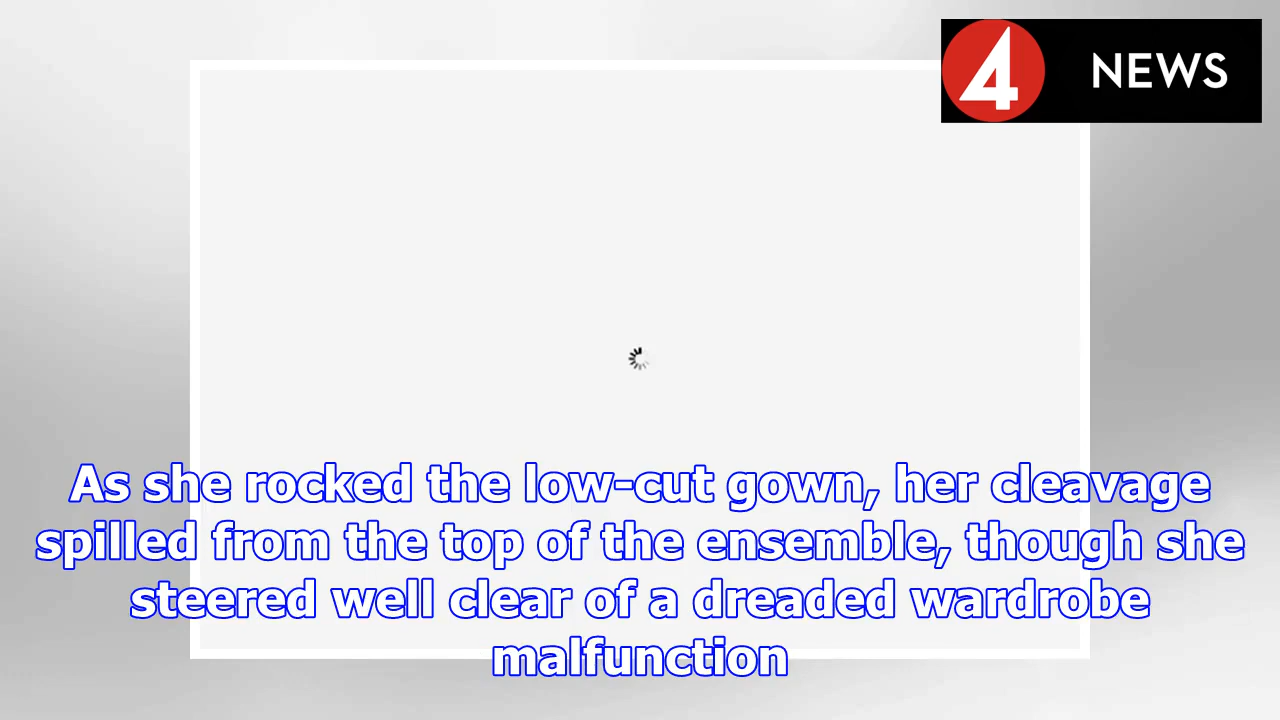 4 NEWS
As she rocked the low-cut gown, her cleavage
spilled from the top of the ensemble, though she
steered well clear of a dreaded wardrobe
malfunction